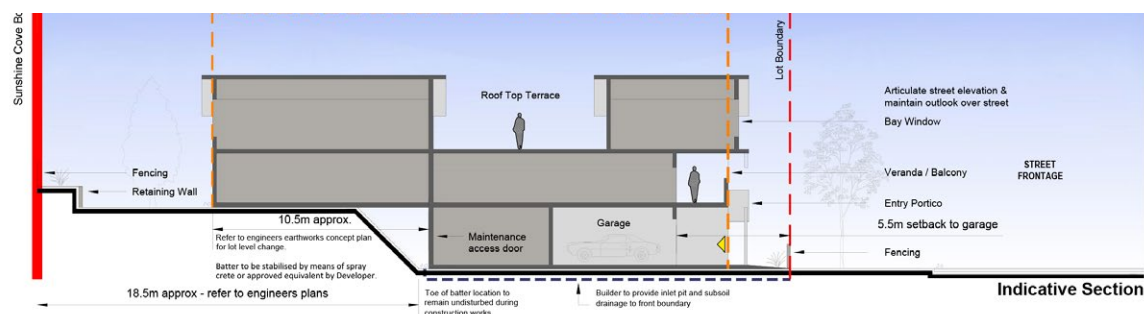 Sunshine Cove Bo
Lot Boundary
Roof Top Terrace
Articulate street elevation &
maintain outlook over street
Bay Window
STREET
FRONTAGE
Fencing
Veranda / Balcony
Retaining Wall
Entry Portico
10.5m approx.
Garage
5.5m setback to garage
Refer to engineers earthworks concept plan
for lot level change.
Maintenance
access door
Fencing
Batter to be stabilised by means of spray
crete or approved equivalent by Developer.
18.5m approx - refer to engineers plans
Toe of batter location to
remain undisturbed during
construction works
Builder to provide inlet pit and subsoil
drainage to front boundary
Indicative Section